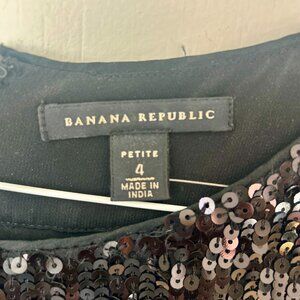 BANANA REPUBLIC
PETITE
4
MADE IN
INDIA